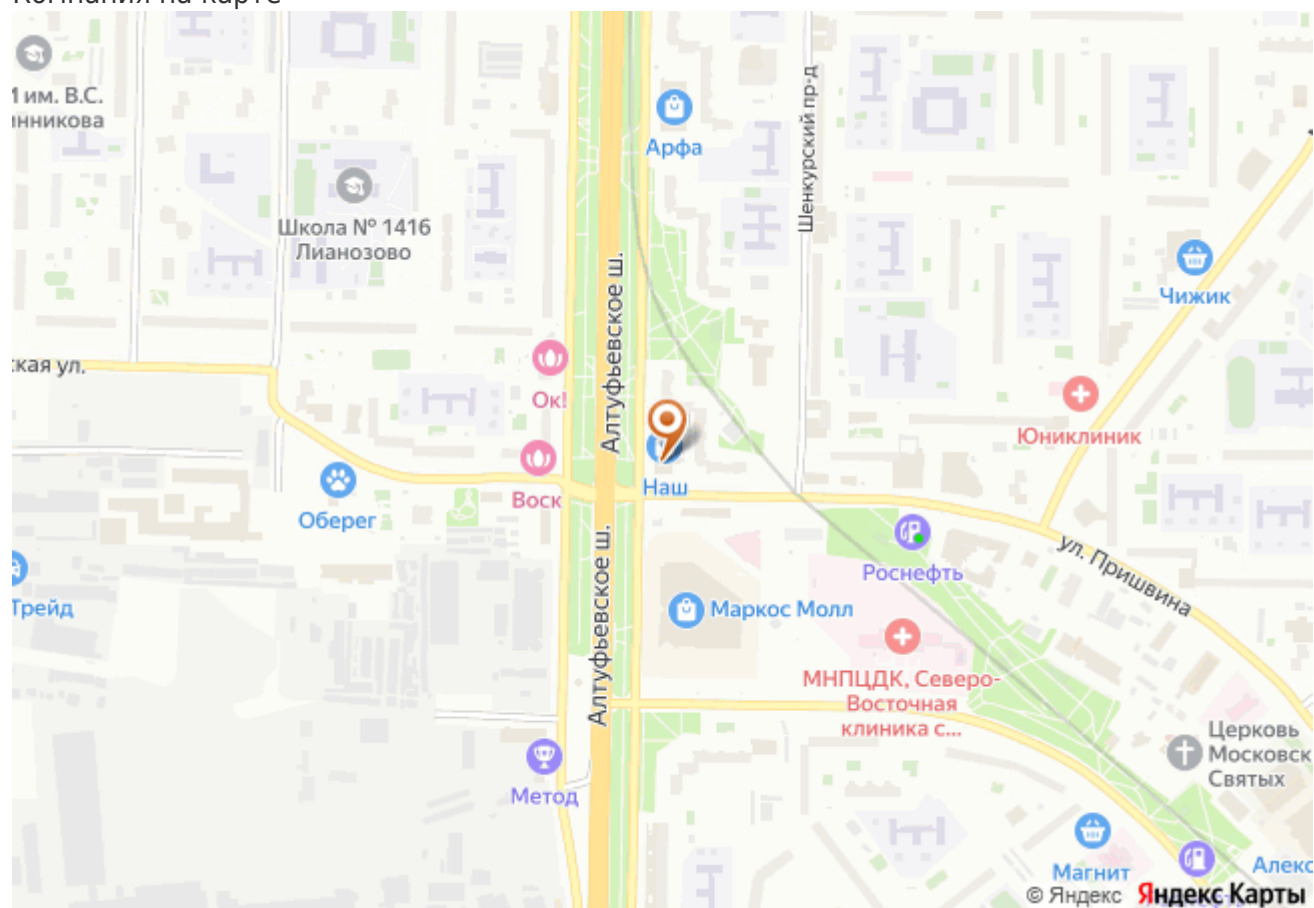 Компания на карте
1 им. В.С.
нникова
Арфа
Шенкурский пр-д
Школа № 1416
Лианозово
Алтуфьевское ш.
Чижик
кая ул.
Ок!
Юниклиник
Наш
Воск
Оберег
Алтуфьевское ш.
Роснефть
ул. Пришвина
Трейд
Маркос Молл
МНПЦДК, Северо-
Восточная
клиника с...
Церковь
Московск
Святых
Метод
Магнит
Алекс
© Яндекс Яндекс Карты